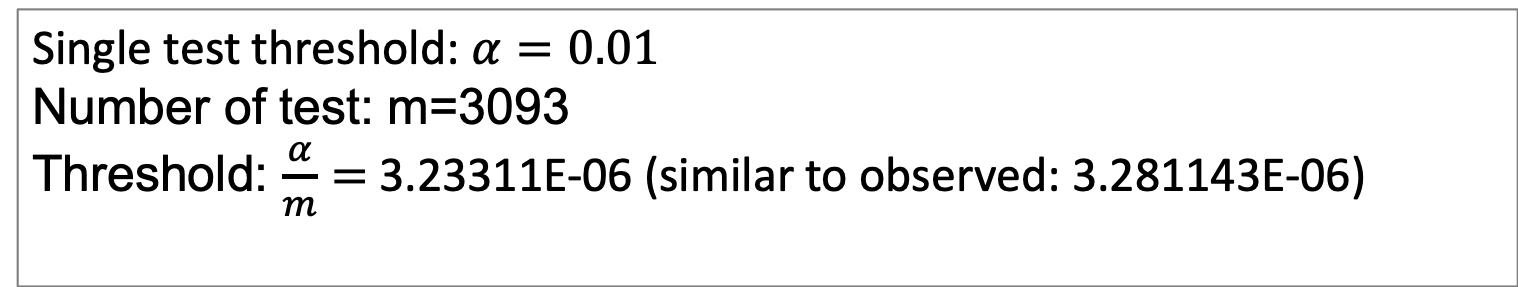 Single test threshold: α = 0.01
Number of test: m=3093
Threshold: α/m = 3.23311E-06 (similar to observed: 3.281143E-06)